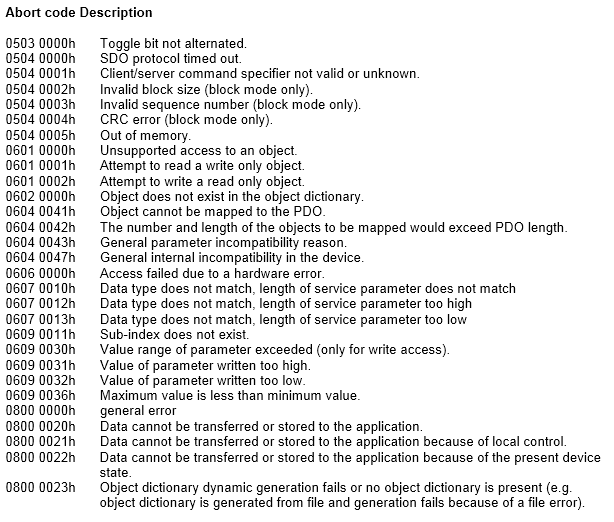 Abort code Description
0503 0000h Toggle bit not alternated.
0504 0000h SDO protocol timed out.
0504 0001h Client/server command specifier not valid or unknown.
0504 0002h Invalid block size (block mode only).
0504 0003h Invalid sequence number (block mode only).
0504 0004h CRC error (block mode only).
0504 0005h Out of memory.
0601 0000h Unsupported access to an object.
0601 0001h Attempt to read a write only object.
0601 0002h Attempt to write a read only object.
0602 0000h Object does not exist in the object dictionary.
0604 0041h Object cannot be mapped to the PDO.
0604 0042h The number and length of the objects to be mapped would exceed PDO length.
0604 0043h General parameter incompatibility reason.
0604 0047h General internal incompatibility in the device.
0606 0000h Access failed due to a hardware error.
0607 0010h Data type does not match, length of service parameter does not match
0607 0012h Data type does not match, length of service parameter too high
0607 0013h Data type does not match, length of service parameter too low
0609 0011h Sub-index does not exist.
0609 0030h Value range of parameter exceeded (only for write access).
0609 0031h Value of parameter written too high.
0609 0032h Value of parameter written too low.
0609 0036h Maximum value is less than minimum value.
0800 0000h general error
0800 0020h Data cannot be transferred or stored to the application.
0800 0021h Data cannot be transferred or stored to the application because of local control.
0800 0022h Data cannot be transferred or stored to the application because of the present device
state.
0800 0023h Object dictionary dynamic generation fails or no object dictionary is present (e.g.
object dictionary is generated from file and generation fails because of a file error).